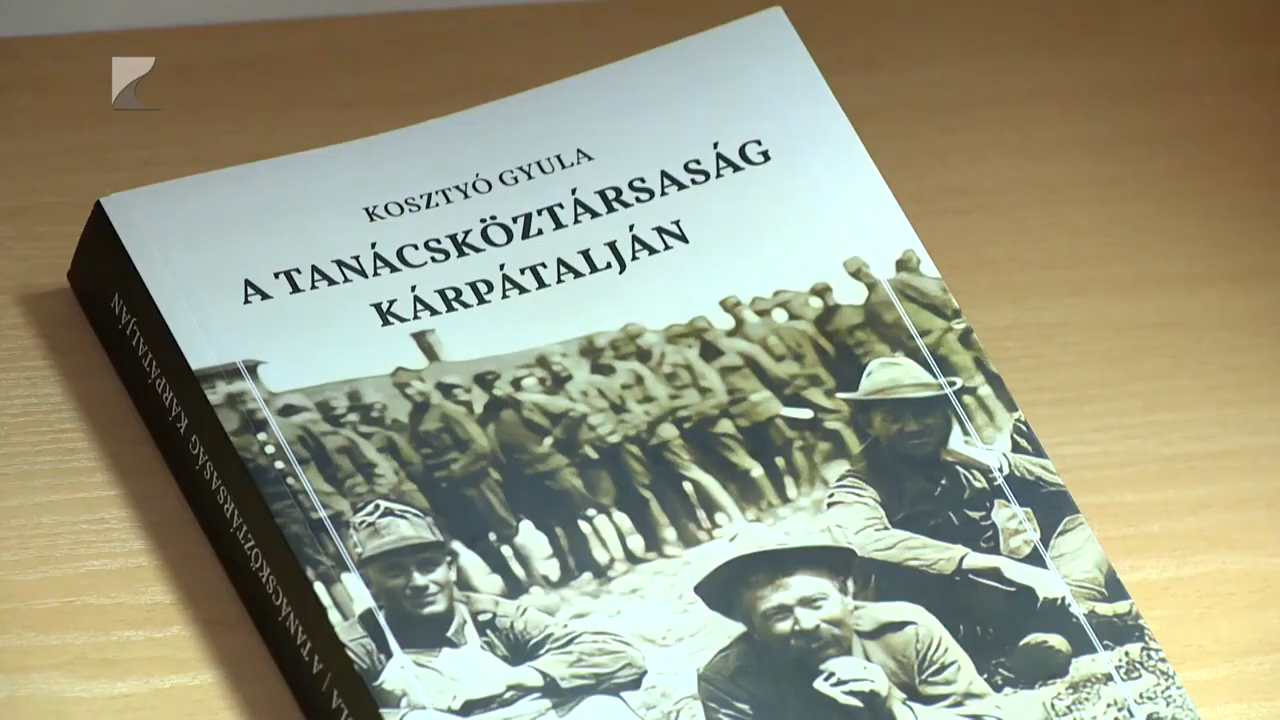 KOSZTYÓ GYULA
A TANÁCSKÖZTÁRSASÁG
KÁRPÁTALJÁN
A TANÁCSKÖZTÁRSASÁG KÁRPÁTALJÁN